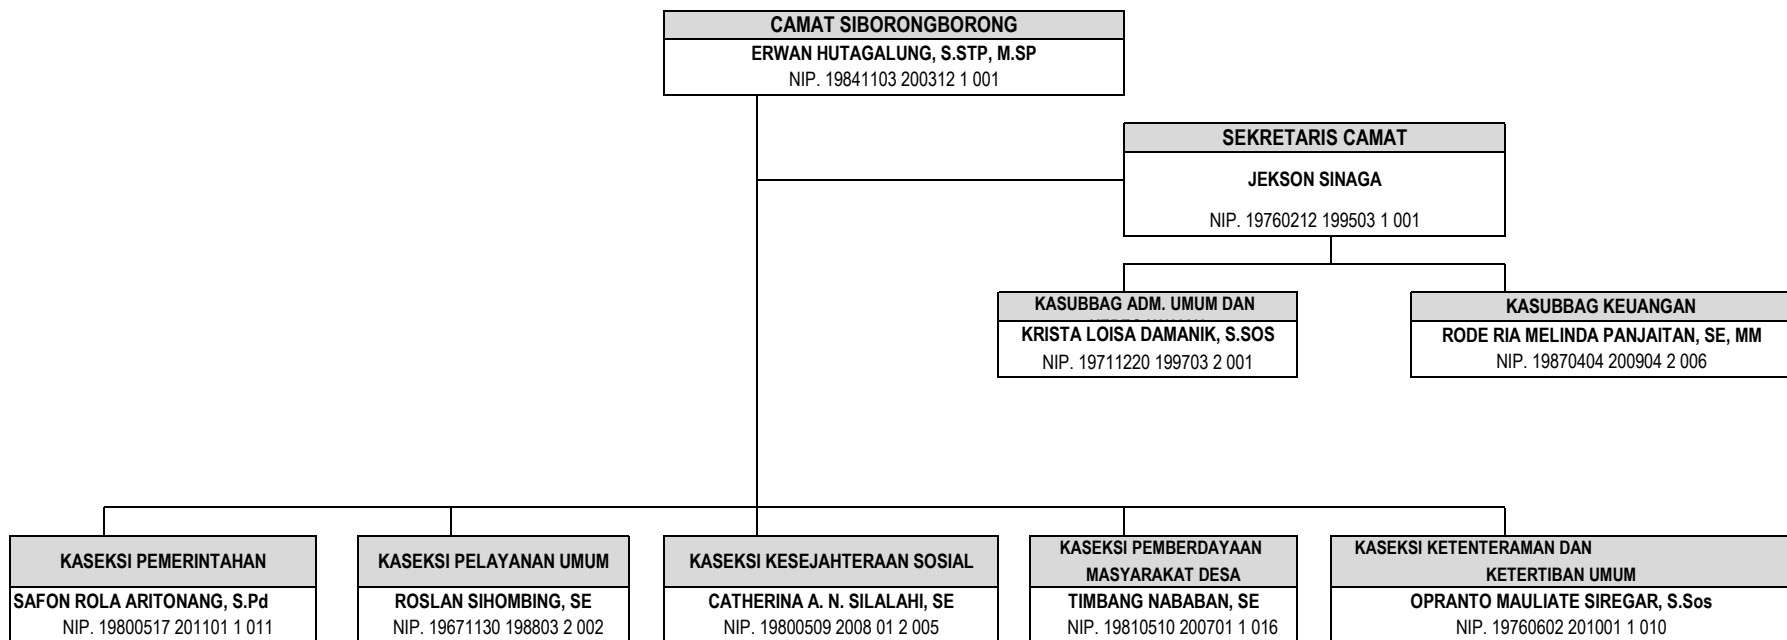 CAMAT SIBORONGBORONG
ERWAN HUTAGALUNG, S.STP, M.SP
NIP. 19841103 200312 1 001
SEKRETARIS CAMAT
JEKSON SINAGA
NIP. 19760212 199503 1 001
KASUBBAG ADM. UMUM DAN
KRISTA LOISA DAMANIK, S.SOS
NIP. 19711220 199703 2 001
KASUBBAG KEUANGAN
RODE RIA MELINDA PANJAITAN, SE, MM
NIP. 19870404 200904 2 006
KASEKSI PEMERINTAHAN
SAFON ROLA ARITONANG, S.Pd
NIP. 19800517 201101 1 011
KASEKSI PELAYANAN UMUM
ROSLAN SIHOMBING, SE
NIP. 19671130 198803 2 002
KASEKSI KESEJAHTERAAN SOSIAL
CATHERINA A. N. SILALAHI, SE
NIP. 19800509 2008 01 2 005
KASEKSI PEMBERDAYAAN
MASYARAKAT DESA
TIMBANG NABABAN, SE
NIP. 19810510 200701 1 016
KASEKSI KETENTERAMAN DAN
KETERTIBAN UMUM
OPRANTO MAULIATE SIREGAR, S.Sos
NIP. 19760602 201001 1 010